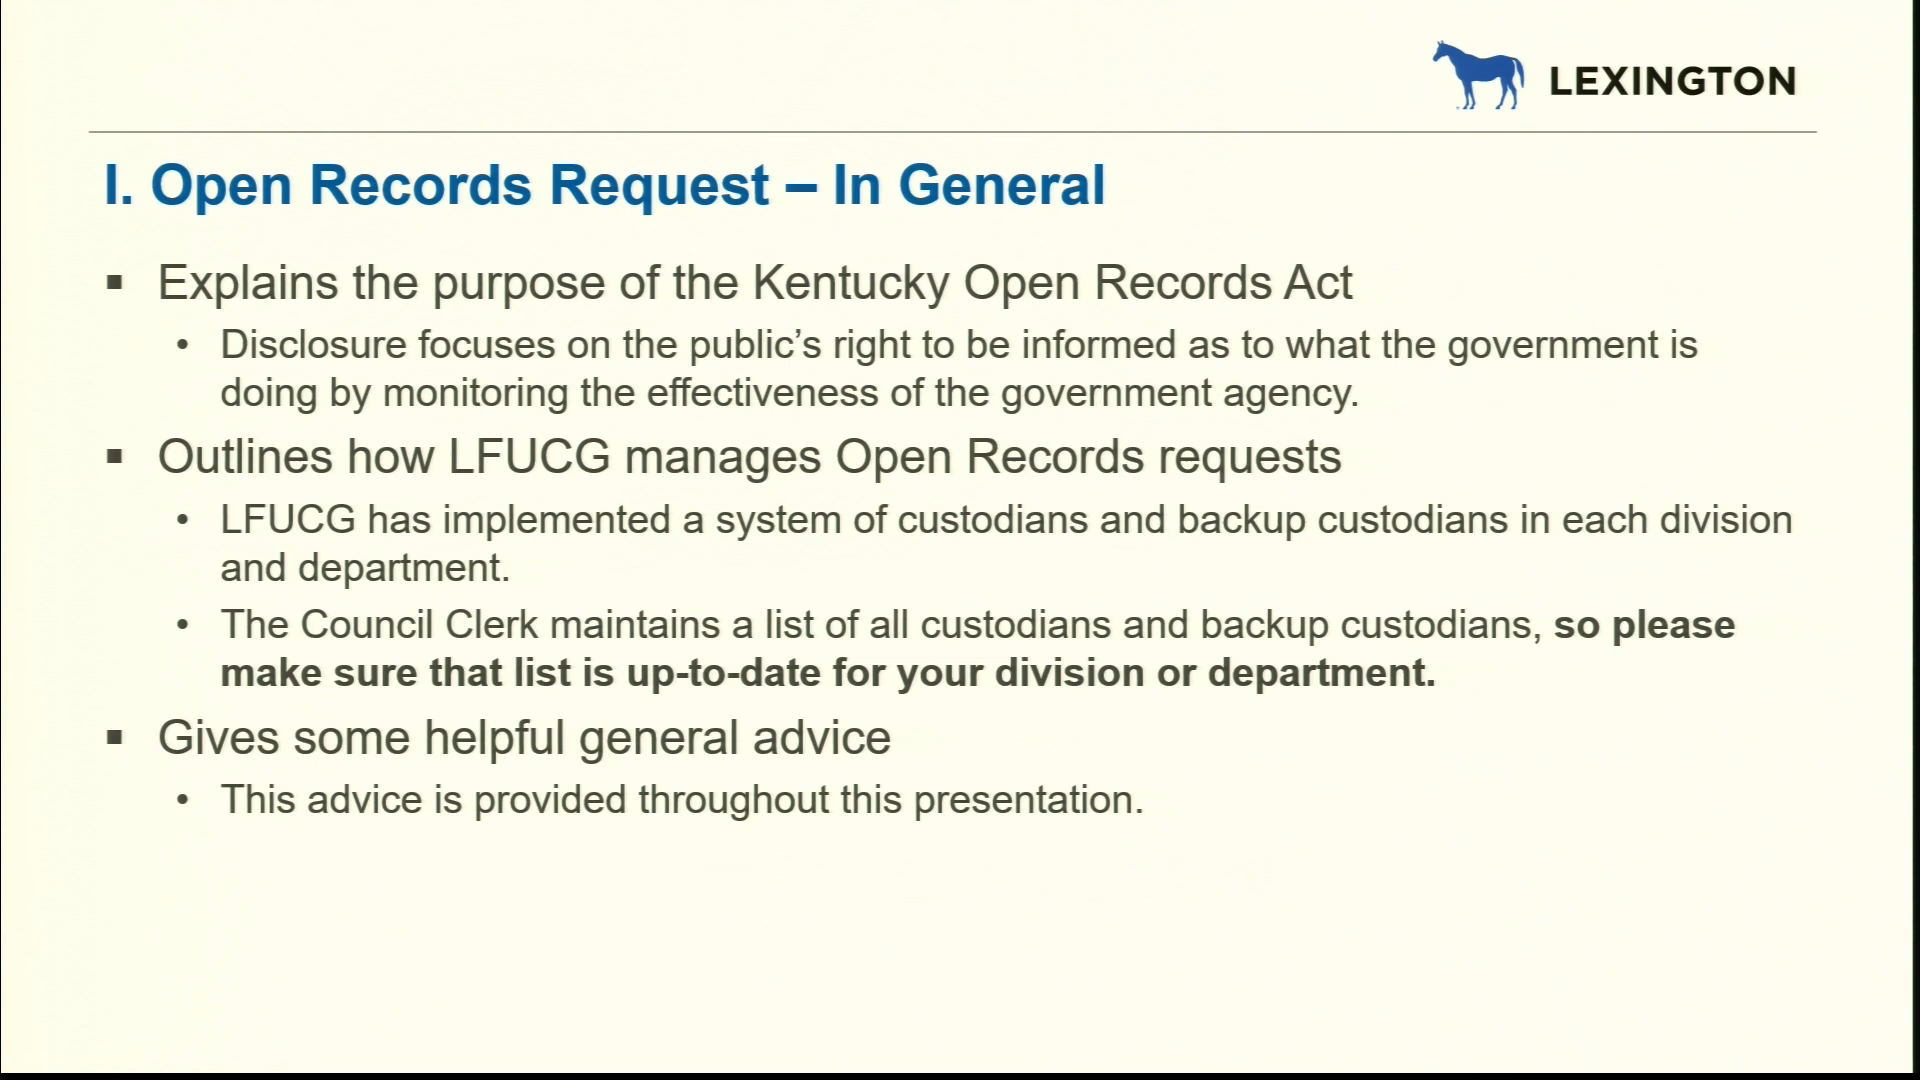 LEXINGTON
I. Open Records Request – In General
▪ Explains the purpose of the Kentucky Open Records Act
• Disclosure focuses on the public’s right to be informed as to what the government is
doing by monitoring the effectiveness of the government agency.
▪ Outlines how LFUCG manages Open Records requests
• LFUCG has implemented a system of custodians and backup custodians in each division
and department.
• The Council Clerk maintains a list of all custodians and backup custodians, so please
make sure that list is up-to-date for your division or department.
▪ Gives some helpful general advice
• This advice is provided throughout this presentation.